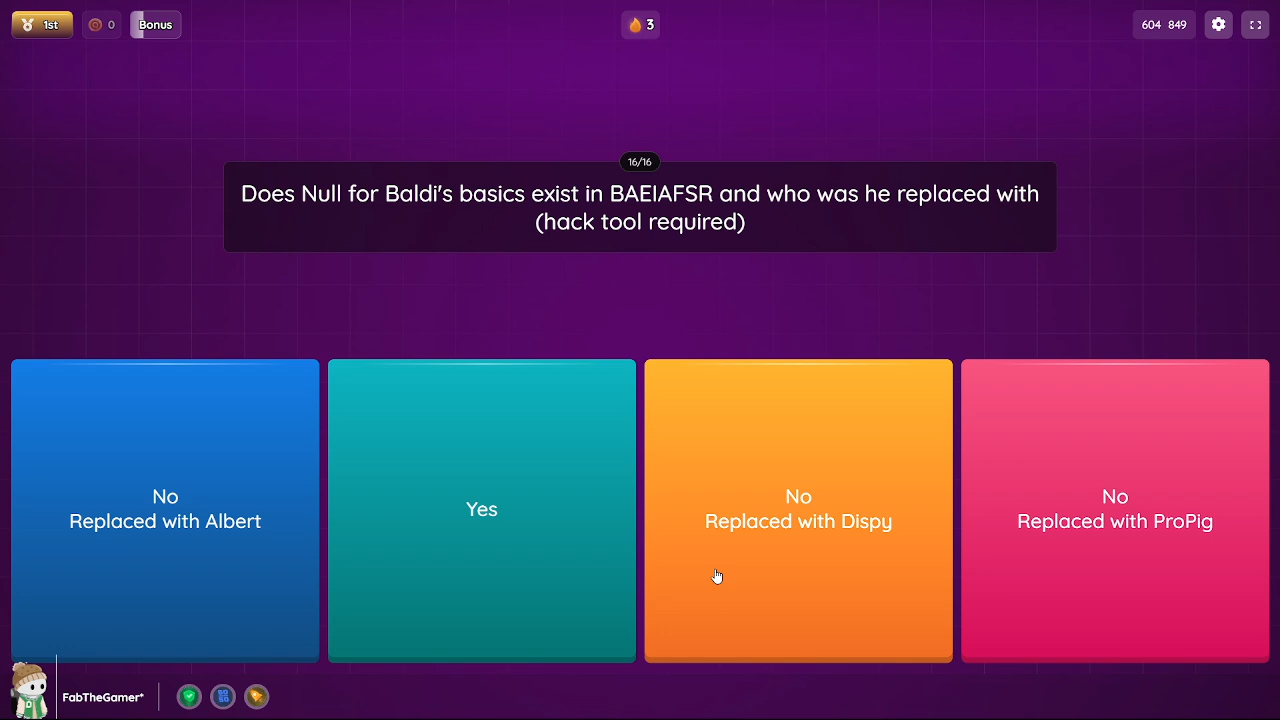 1st
0
Bonus
3
604 849
16/16
Does Null for Baldi's basics exist in BAEIAFSR and who was he replaced with
(hack tool required)
No
Replaced with Albert
Yes
No
Replaced with Dispy
No
Replaced with ProPig
FabTheGamer*